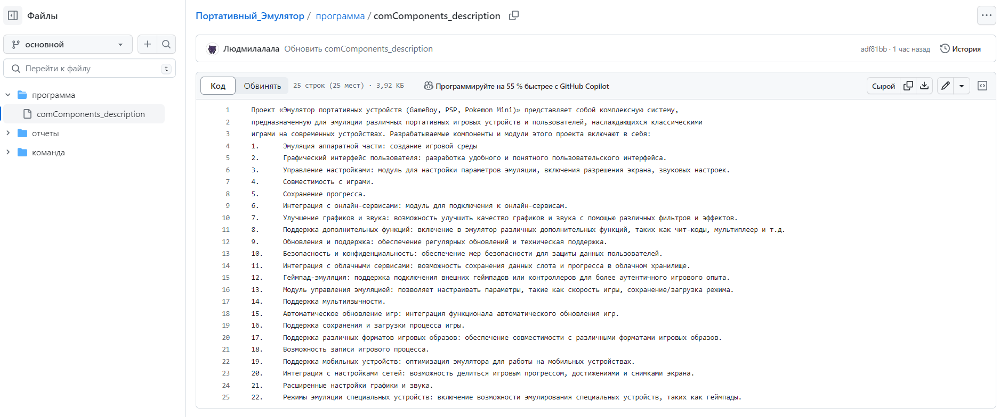 Файлы
основной
Перейти к файлу
t
программа
comComponents_description
отчеты
команда
Портативный_Эмулятор / программа / comComponents_description
Людмилалала Обновить comComponents_description
adf81bb · 1 час назад История
Код Обвинять 25 строк (25 мест) · 3,92 КБ Программируйте на 55 % быстрее с GitHub Copilot Сырой
1 Проект «Эмулятор портативных устройств (GameBoy, PSP, Pokemon Mini)» представляет собой комплексную систему,
2 предназначенную для эмуляции различных портативных игровых устройств и пользователей, наслаждающихся классическими
3 играми на современных устройствах. Разрабатываемые компоненты и модули этого проекта включают в себя:
4 1. Эмуляция аппаратной части: создание игровой среды
5 2. Графический интерфейс пользователя: разработка удобного и понятного пользовательского интерфейса.
6 3. Управление настройками: модуль для настройки параметров эмуляции, включения разрешения экрана, звуковых настроек.
7 4. Совместимость с играми.
8 5. Сохранение прогресса.
9 6. Интеграция с онлайн-сервисами: модуль для подключения к онлайн-сервисам.
10 7. Улучшение графиков и звука: возможность улучшить качество графиков и звука с помощью различных фильтров и эффектов.
11 8. Поддержка дополнительных функций: включение в эмулятор различных дополнительных функций, таких как чит-коды, мультиплеер и т.д.
12 9. Обновления и поддержка: обеспечение регулярных обновлений и техническая поддержка.
13 10. Безопасность и конфиденциальность: обеспечение мер безопасности для защиты данных пользователей.
14 11. Интеграция с облачными сервисами: возможность сохранения данных слота и прогресса в облачном хранилище.
15 12. Геймпад-эмуляция: поддержка подключения внешних геймпадов или контроллеров для более аутентичного игрового опыта.
16 13. Модуль управления эмуляцией: позволяет настраивать параметры, такие как скорость игры, сохранение/загрузка режима.
17 14. Поддержка мультиязычности.
18 15. Автоматическое обновление игр: интеграция функционала автоматического обновления игр.
19 16. Поддержка сохранения и загрузки процесса игры.
20 17. Поддержка различных форматов игровых образов: обеспечение совместимости с различными форматами игровых образов.
21 18. Возможность записи игрового процесса.
22 19. Поддержка мобильных устройств: оптимизация эмулятора для работы на мобильных устройствах.
23 20. Интеграция с настройками сетей: возможность делиться игровым прогрессом, достижениями и снимками экрана.
24 21. Расширенные настройки графики и звука.
25 22. Режимы эмуляции специальных устройств: включение возможности эмулирования специальных устройств, таких как геймпады.